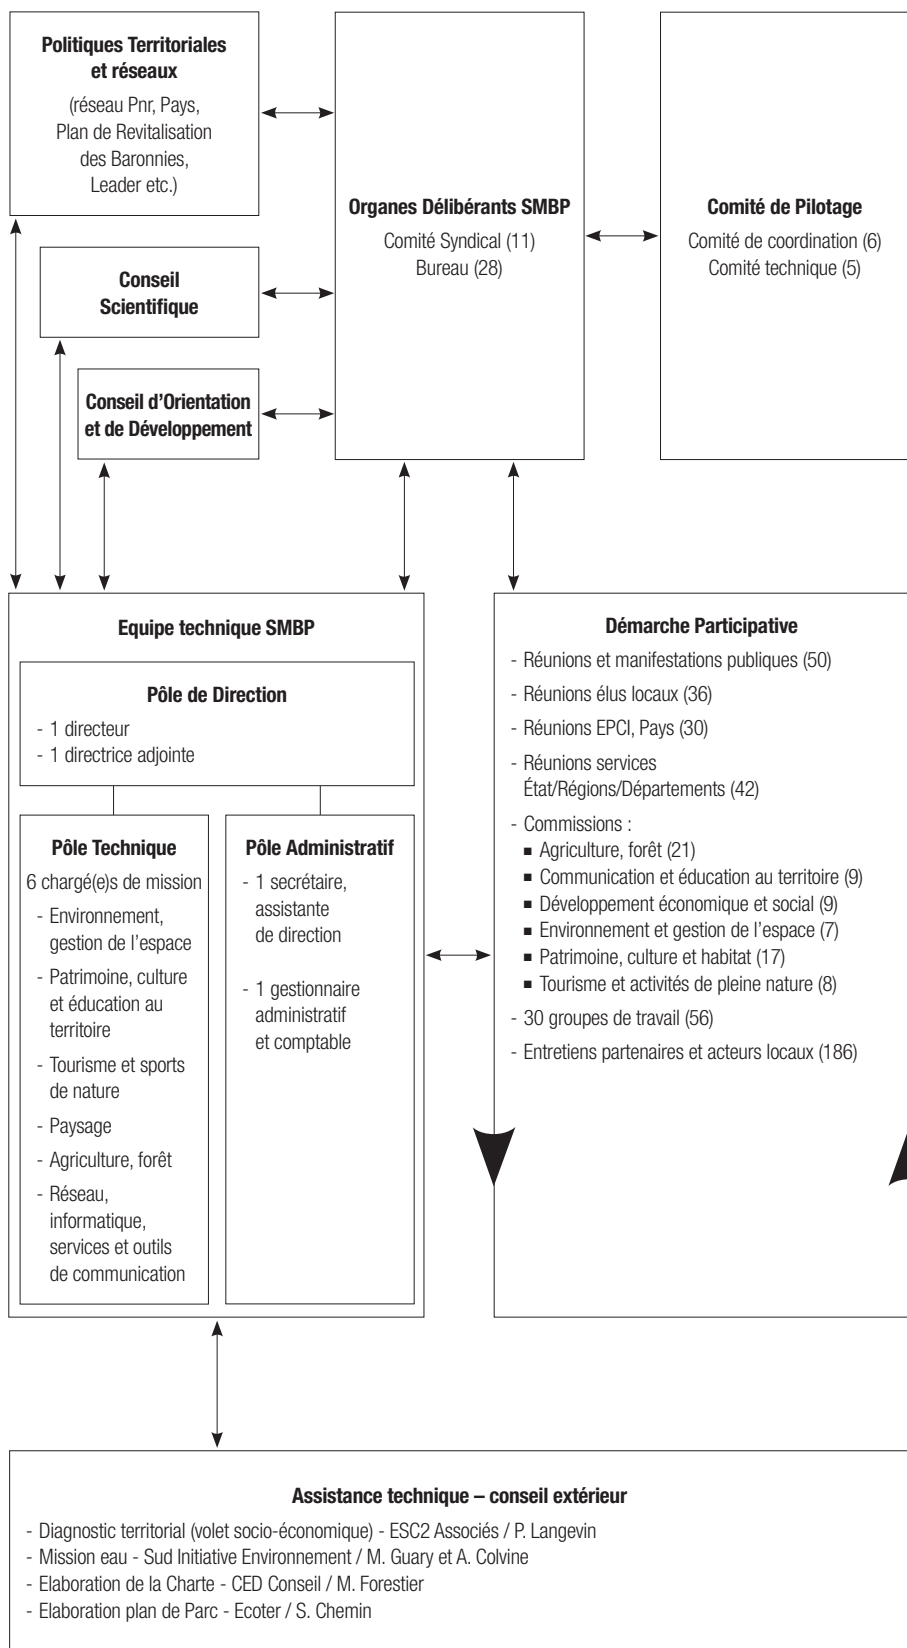 Politiques Territoriales
et réseaux
(réseau Pnr, Pays,
Plan de Revitalisation
des Baronnies,
Leader etc.)
Organes Délibérants SMBP
Comité Syndical (11)
Bureau (28)
Comité de Pilotage
Comité de coordination (6)
Comité technique (5)
Conseil
Scientifique
Conseil d’Orientation
et de Développement
Equipe technique SMBP
Pôle de Direction
- 1 directeur
- 1 directrice adjointe
Pôle Technique
6 chargé(e)s de mission
- Environnement,
gestion de l’espace
- Patrimoine, culture
et éducation au
territoire
- Tourisme et sports
de nature
- Paysage
- Agriculture, forêt
- Réseau,
informatique,
services et outils
de communication
Pôle Administratif
- 1 secrétaire,
assistante
de direction
- 1 gestionnaire
administratif
et comptable
Démarche Participative
- Réunions et manifestations publiques (50)
- Réunions élus locaux (36)
- Réunions EPCI, Pays (30)
- Réunions services
État/Régions/Départements (42)
- Commissions :
▪ Agriculture, forêt (21)
▪ Communication et éducation au territoire (9)
▪ Développement économique et social (9)
▪ Environnement et gestion de l’espace (7)
▪ Patrimoine, culture et habitat (17)
▪ Tourisme et activités de pleine nature (8)
- 30 groupes de travail (56)
- Entretiens partenaires et acteurs locaux (186)
Assistance technique – conseil extérieur
- Diagnostic territorial (volet socio-économique) - ESC2 Associés / P. Langevin
- Mission eau - Sud Initiative Environnement / M. Guary et A. Colvine
- Elaboration de la Charte - CED Conseil / M. Forestier
- Elaboration plan de Parc - Ecoter / S. Chemin